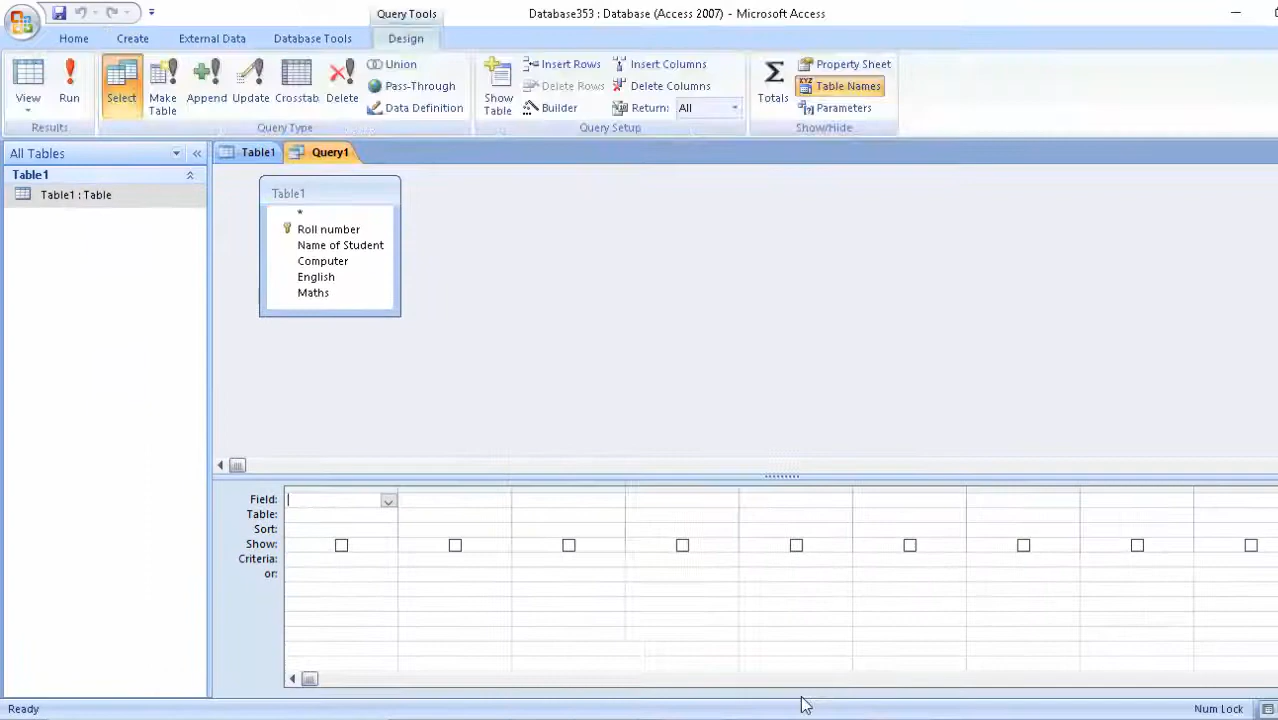 Query Tools
Database353 : Database (Access 2007) - Microsoft Access
Home Create External Data Database Tools Design
View
Run
Select
Make Table
Append
Update
Crosstab
Delete
Union
Pass-Through
Data Definition
Show Table
Insert Rows
Delete Rows
Builder
Insert Columns
Delete Columns
Return: All
Σ
Totals
Property Sheet
XYZ Table Names
Parameters
Results
Query Type
Query Setup
Show/Hide
All Tables
«
Table1
Table1 : Table
Table1
Query1
Table1
*
Roll number
Name of Student
Computer
English
Maths
Field:
Table:
Sort:
Show:
Criteria:
or:
Ready
Num Lock